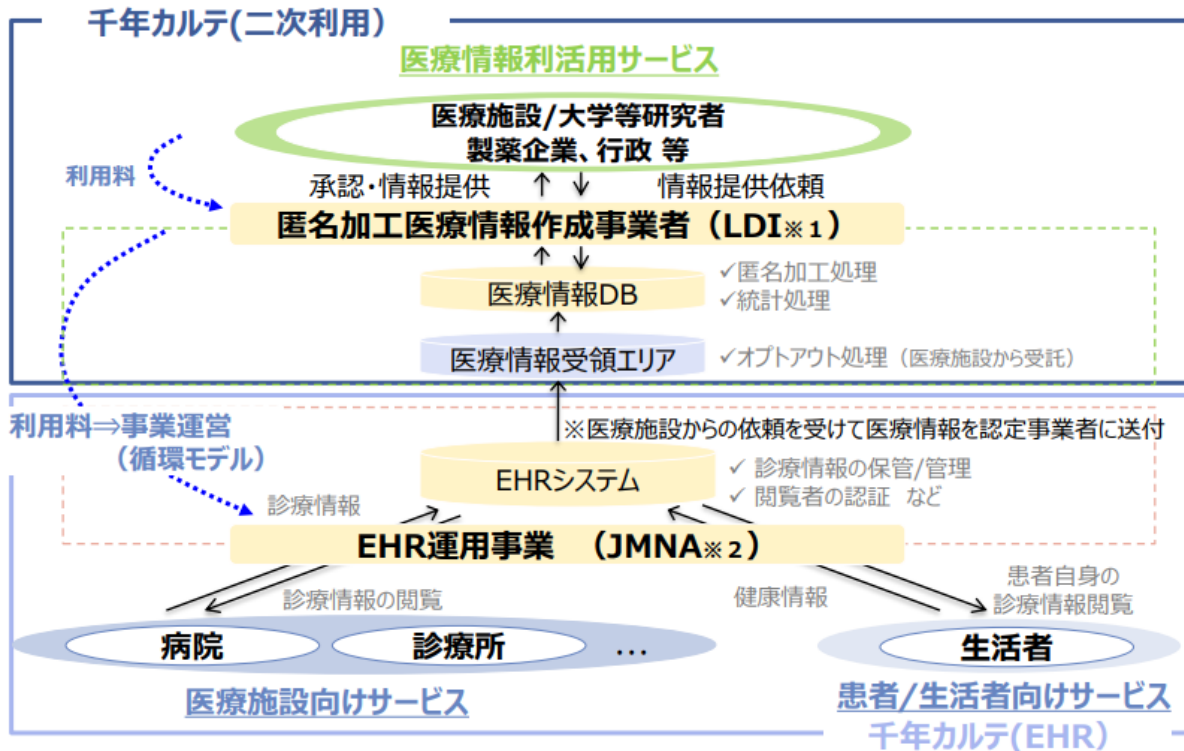 千年カルテ(二次利用)
医療情報利活用サービス
医療施設/大学等研究者
製薬企業、行政 等
利用料
承認・情報提供
情報提供依頼
匿名加工医療情報作成事業者（LDI※１）
医療情報DB
✓匿名加工処理
✓統計処理
医療情報受領エリア
✓オプトアウト処理（医療施設から受託）
利用料⇒事業運営
（循環モデル）
※医療施設からの依頼を受けて医療情報を認定事業者に送付
EHRシステム
✓ 診療情報の保管/管理
✓ 閲覧者の認証 など
診療情報
EHR運用事業 （JMNA※２）
診療情報の閲覧
健康情報
患者自身の
診療情報閲覧
病院
診療所
…
生活者
医療施設向けサービス
患者/生活者向けサービス
千年カルテ(EHR）